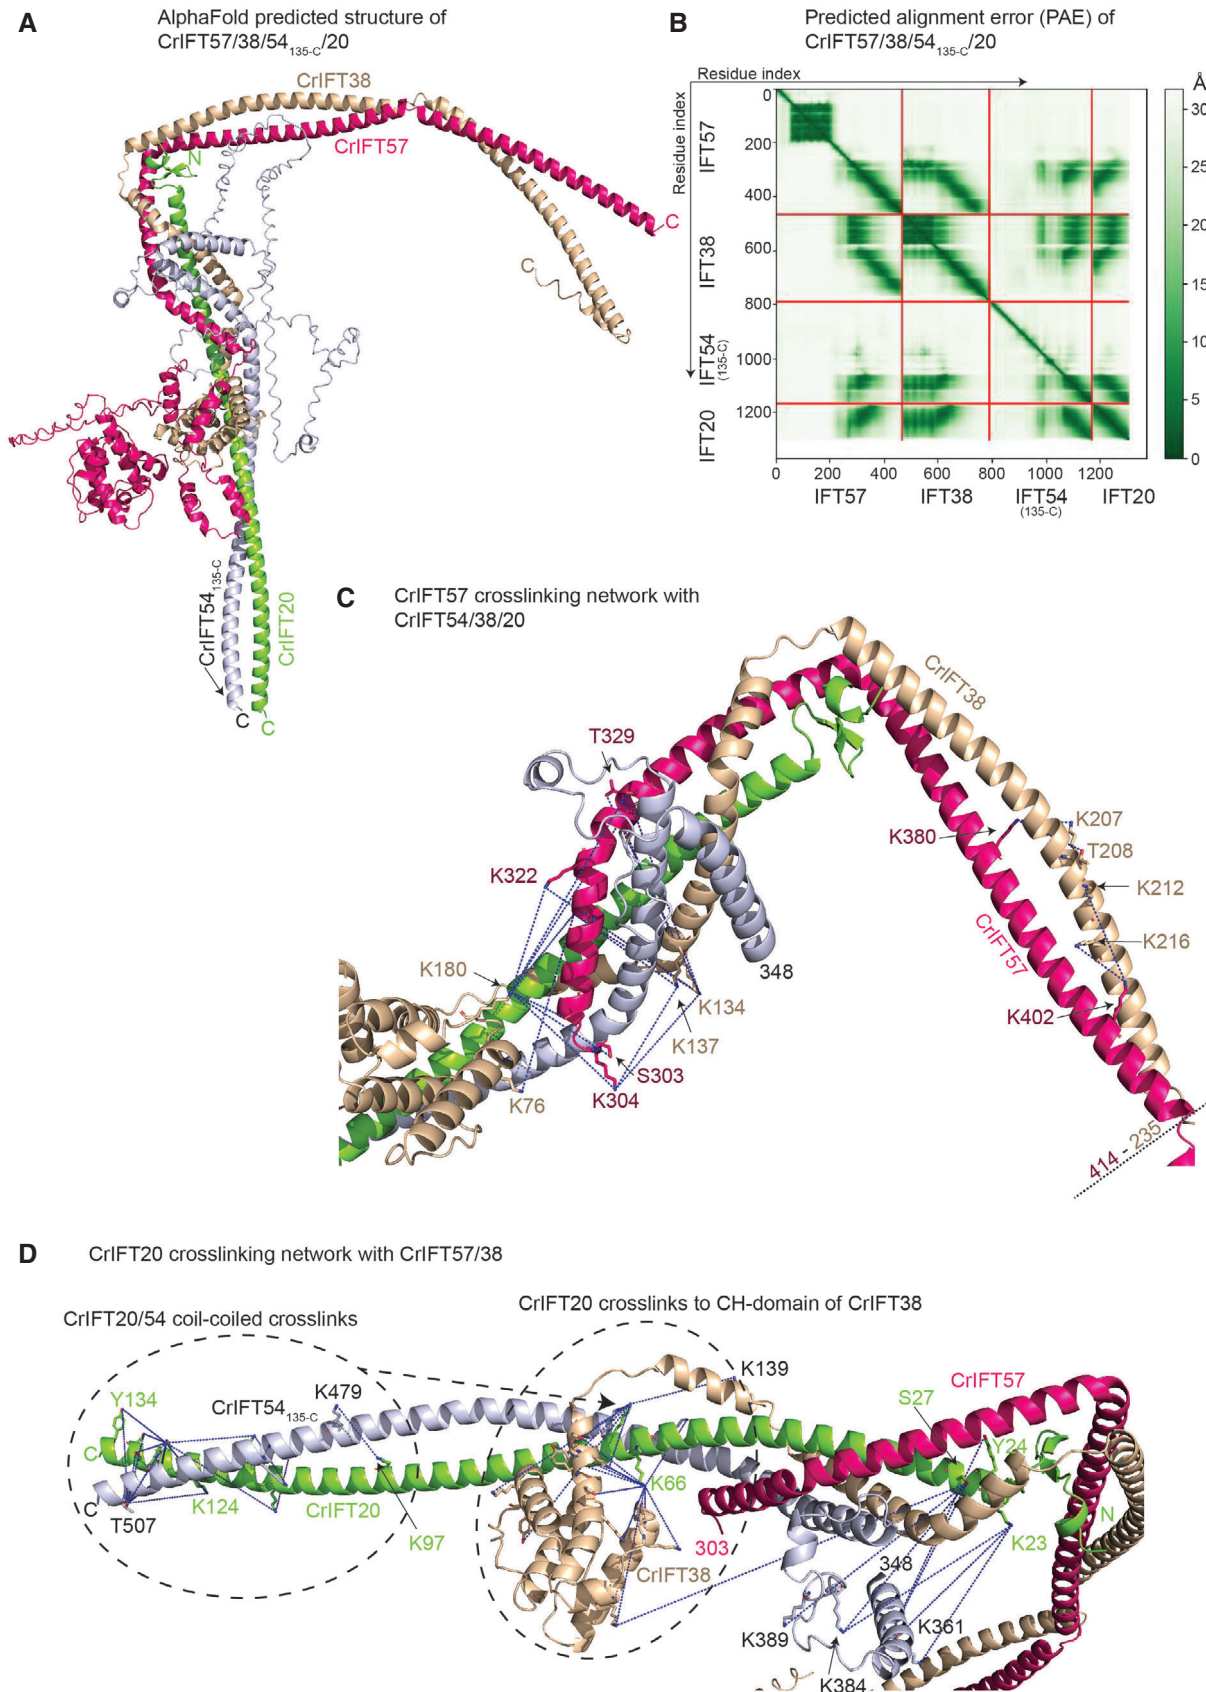 A
AlphaFold predicted structure of
CrIFT57/38/54135-C/20
CrIFT38
CrIFT57
N
C
C
CrIFT54135-C
CrIFT20
C
C
B
Predicted alignment error (PAE) of
CrIFT57/38/54135-C/20
Residue index
Residue index
Å
0
200
400
600
800
1000
1200
IFT57
IFT38
IFT54
(135-C)
IFT20
0
200
400
600
800
1000
1200
IFT57
IFT38
IFT54
(135-C)
IFT20
30
25
20
15
10
5
0
C
CrIFT57 crosslinking network with
CrIFT54/38/20
CrIFT38
T329
K207
K380
T208
K322
K212
CrIFT57
K216
348
K180
K134
K402
K137
S303
K76
K304
414 - 235
D
CrIFT20 crosslinking network with CrIFT57/38
CrIFT20/54 coil-coiled crosslinks
CrIFT20 crosslinks to CH-domain of CrIFT38
K139
CrIFT57
K479
Y134
CrIFT54135-C
S27
Y24
C
K66
C
K124
CrIFT20
T507
N
K97
303
K23
CrIFT38
348
K389
K361
K384